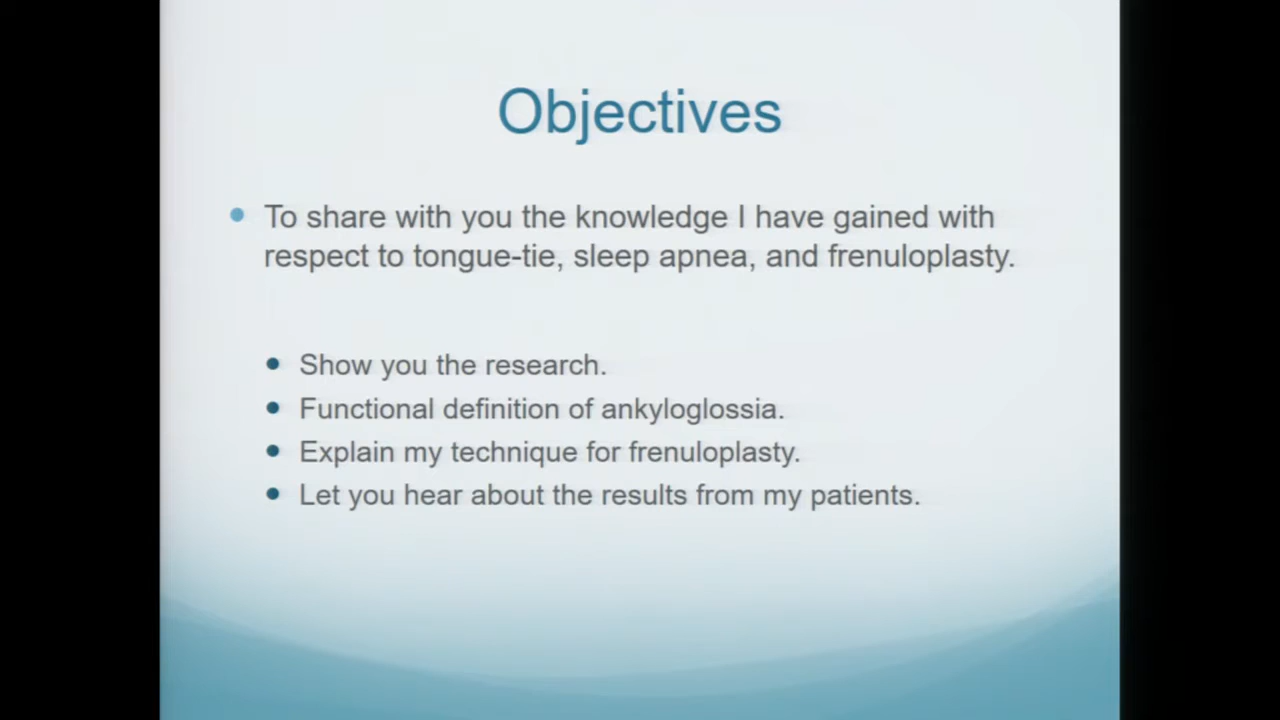 Objectives
To share with you the knowledge I have gained with
respect to tongue-tie, sleep apnea, and frenuloplasty.
Show you the research.
Functional definition of ankyloglossia.
Explain my technique for frenuloplasty.
Let you hear about the results from my patients.